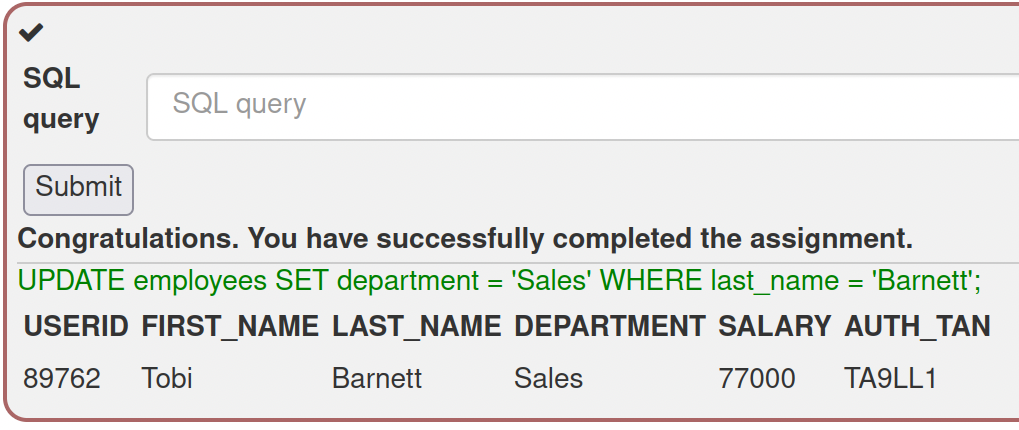 SQL
query
SQL query
Submit
Congratulations. You have successfully completed the assignment.
UPDATE employees SET department = 'Sales' WHERE last_name = 'Barnett';
USERID FIRST_NAME LAST_NAME DEPARTMENT SALARY AUTH_TAN
89762 Tobi Barnett Sales 77000 TA9LL1